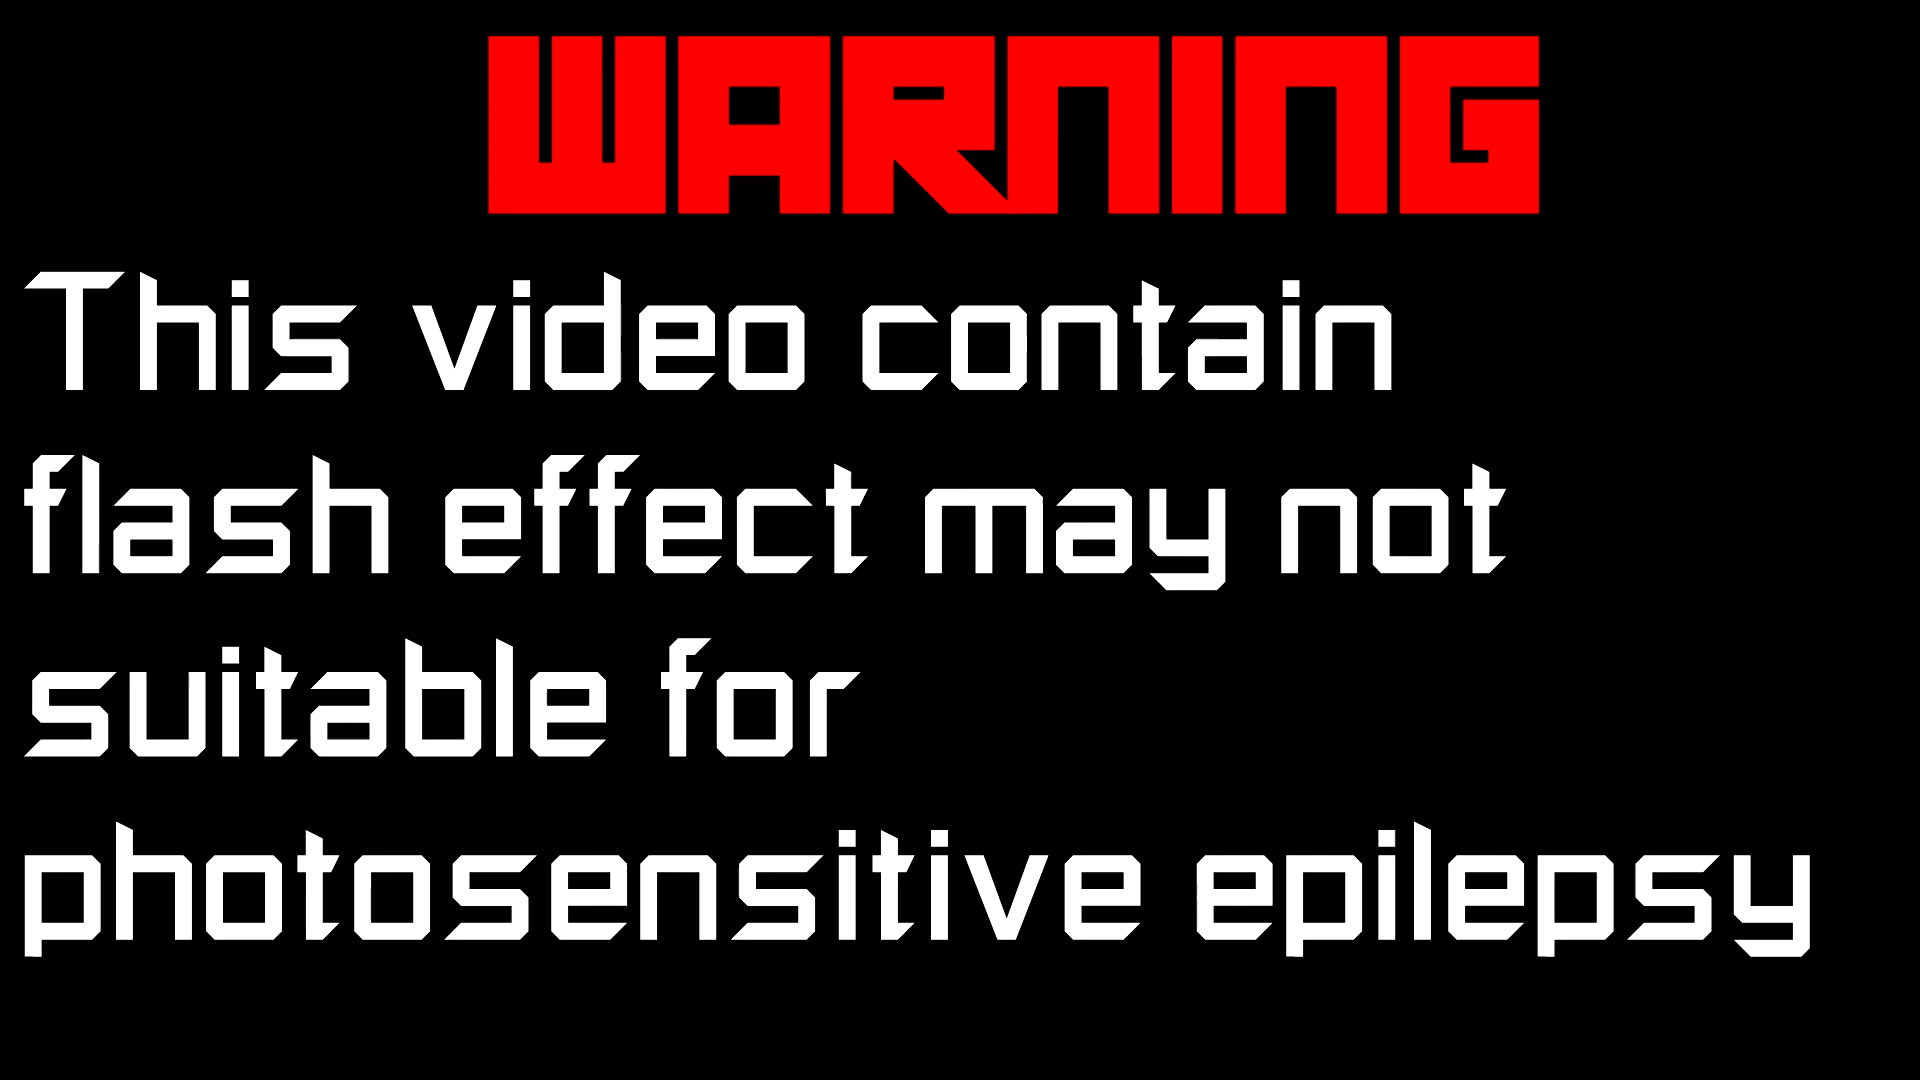 WARNING
This video contain
flash effect may not
suitable for
photosensitive epilepsy